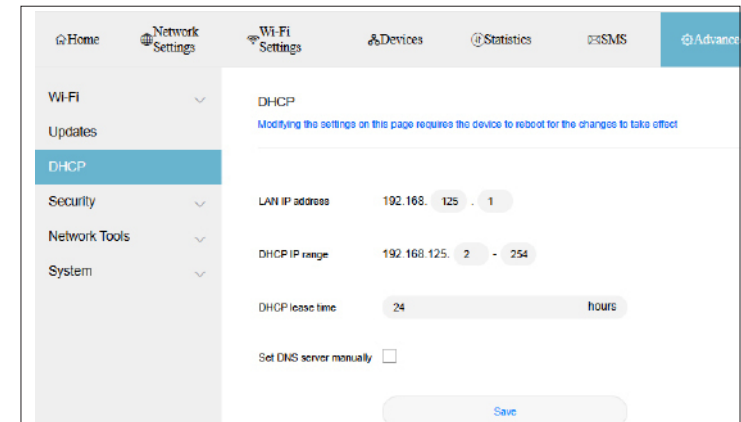 Home
Network Settings
Wi-Fi Settings
Devices
Statistics
SMS
Advance
Wi-Fi
Updates
DHCP
Security
Network Tools
System
DHCP
Modifying the settings on this page requires the device to reboot for the changes to take effect
LAN IP address 192.168. 125 . 1
DHCP IP range 192.168.125. 2 - 254
DHCP lease time 24 hours
Set DNS server manually
Save